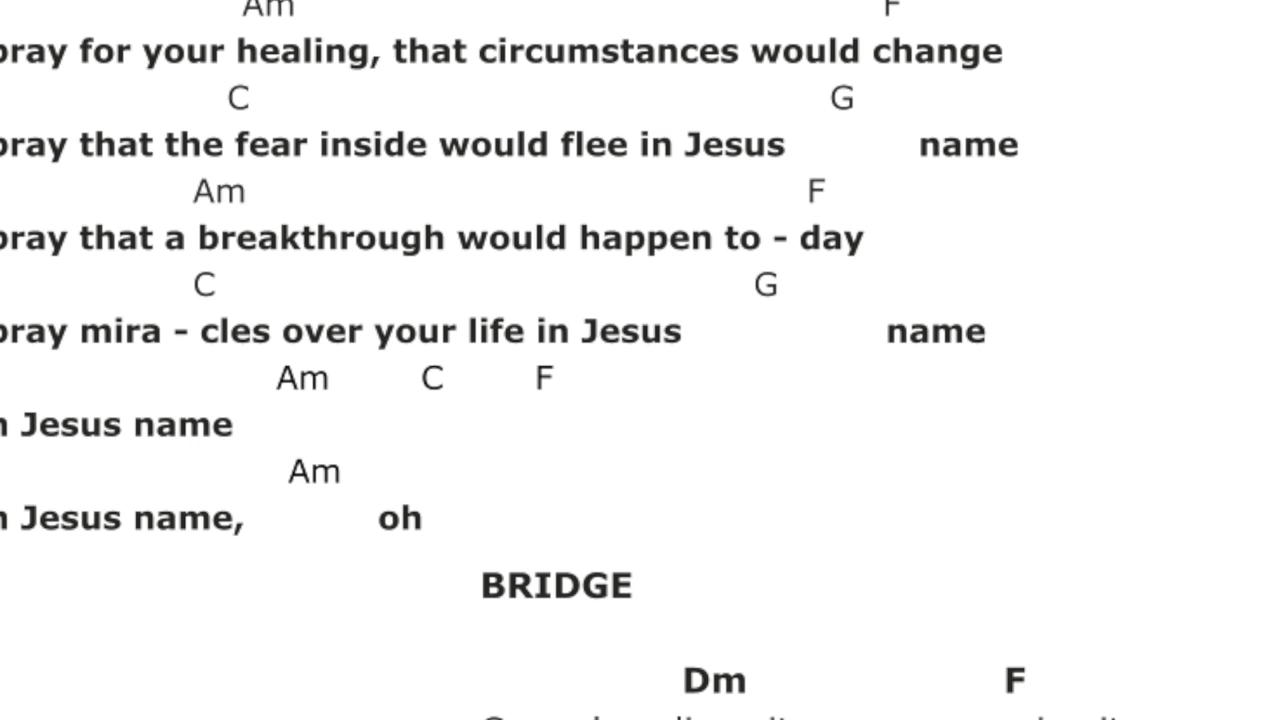 Am F
pray for your healing, that circumstances would change
C G
pray that the fear inside would flee in Jesus name
Am F
pray that a breakthrough would happen to - day
C G
pray mira - cles over your life in Jesus name
Am C F
Jesus name
Am
Jesus name, oh
BRIDGE
Dm F